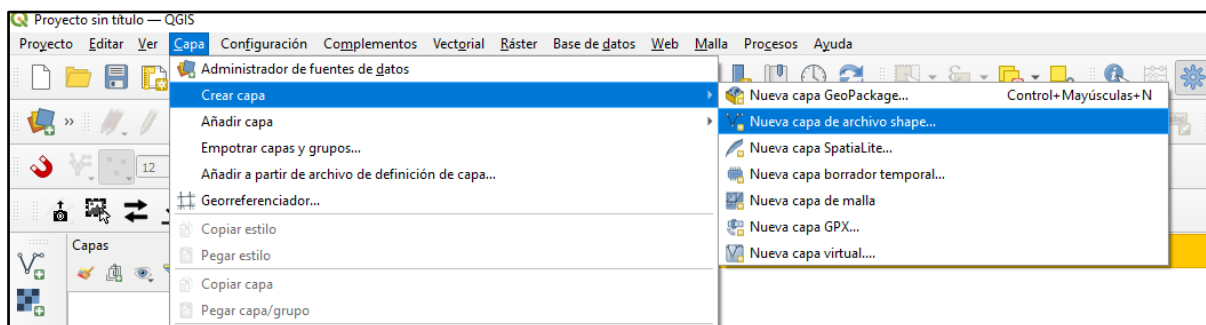 Proyecto sin título — QGIS
Proyecto Editar Ver Capa Configuración Complementos Vectorial Ráster Base de datos Web Malla Procesos Ayuda
Administrador de fuentes de datos
Crear capa
Nueva capa GeoPackage... Control+Mayúsculas+N
Añadir capa
Nueva capa de archivo shape...
Empotrar capas y grupos...
Nueva capa SpatiaLite...
12
Añadir a partir de archivo de definición de capa...
Nueva capa borrador temporal...
Georreferenciador...
Nueva capa de malla
Copiar estilo
Nueva capa GPX...
Capas
Pegar estilo
Nueva capa virtual....
Copiar capa
Pegar capa/grupo